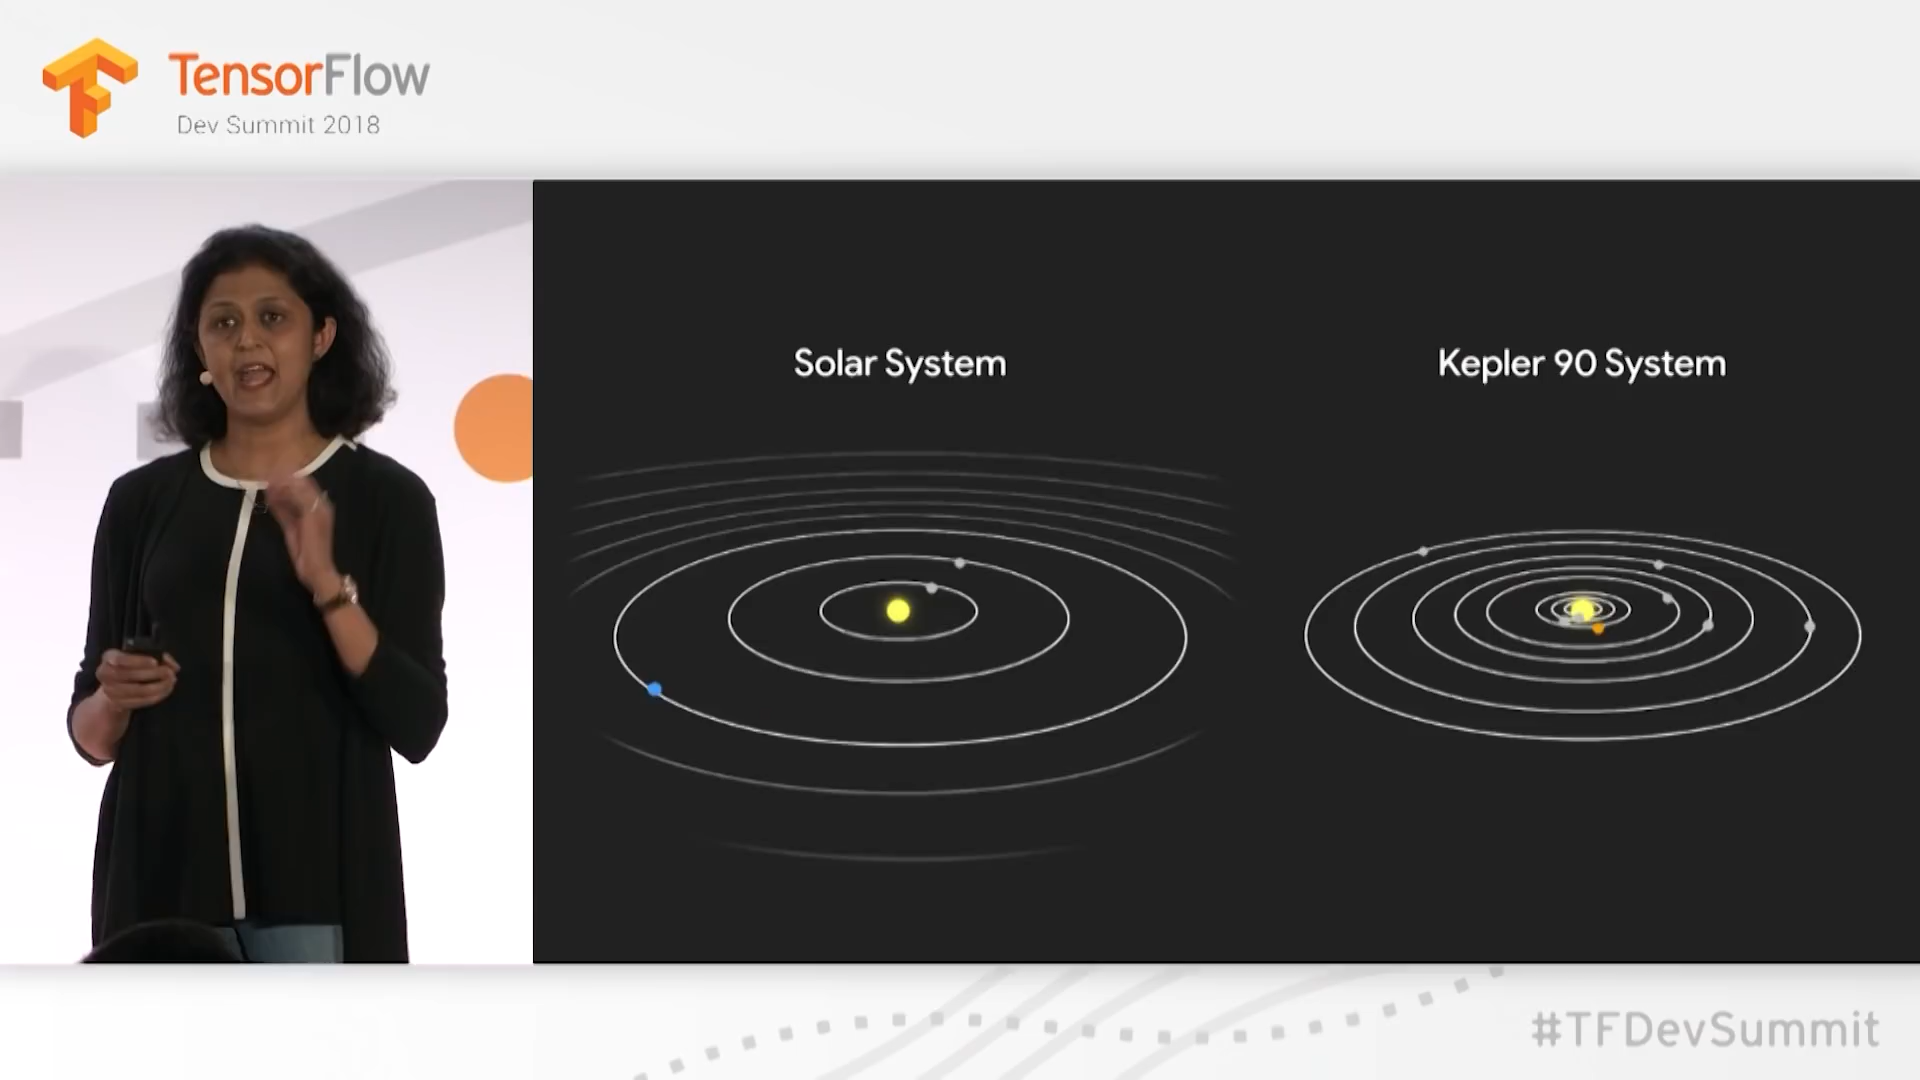 TensorFlow
Dev Summit 2018
Solar System
Kepler 90 System
#TFDevSummit